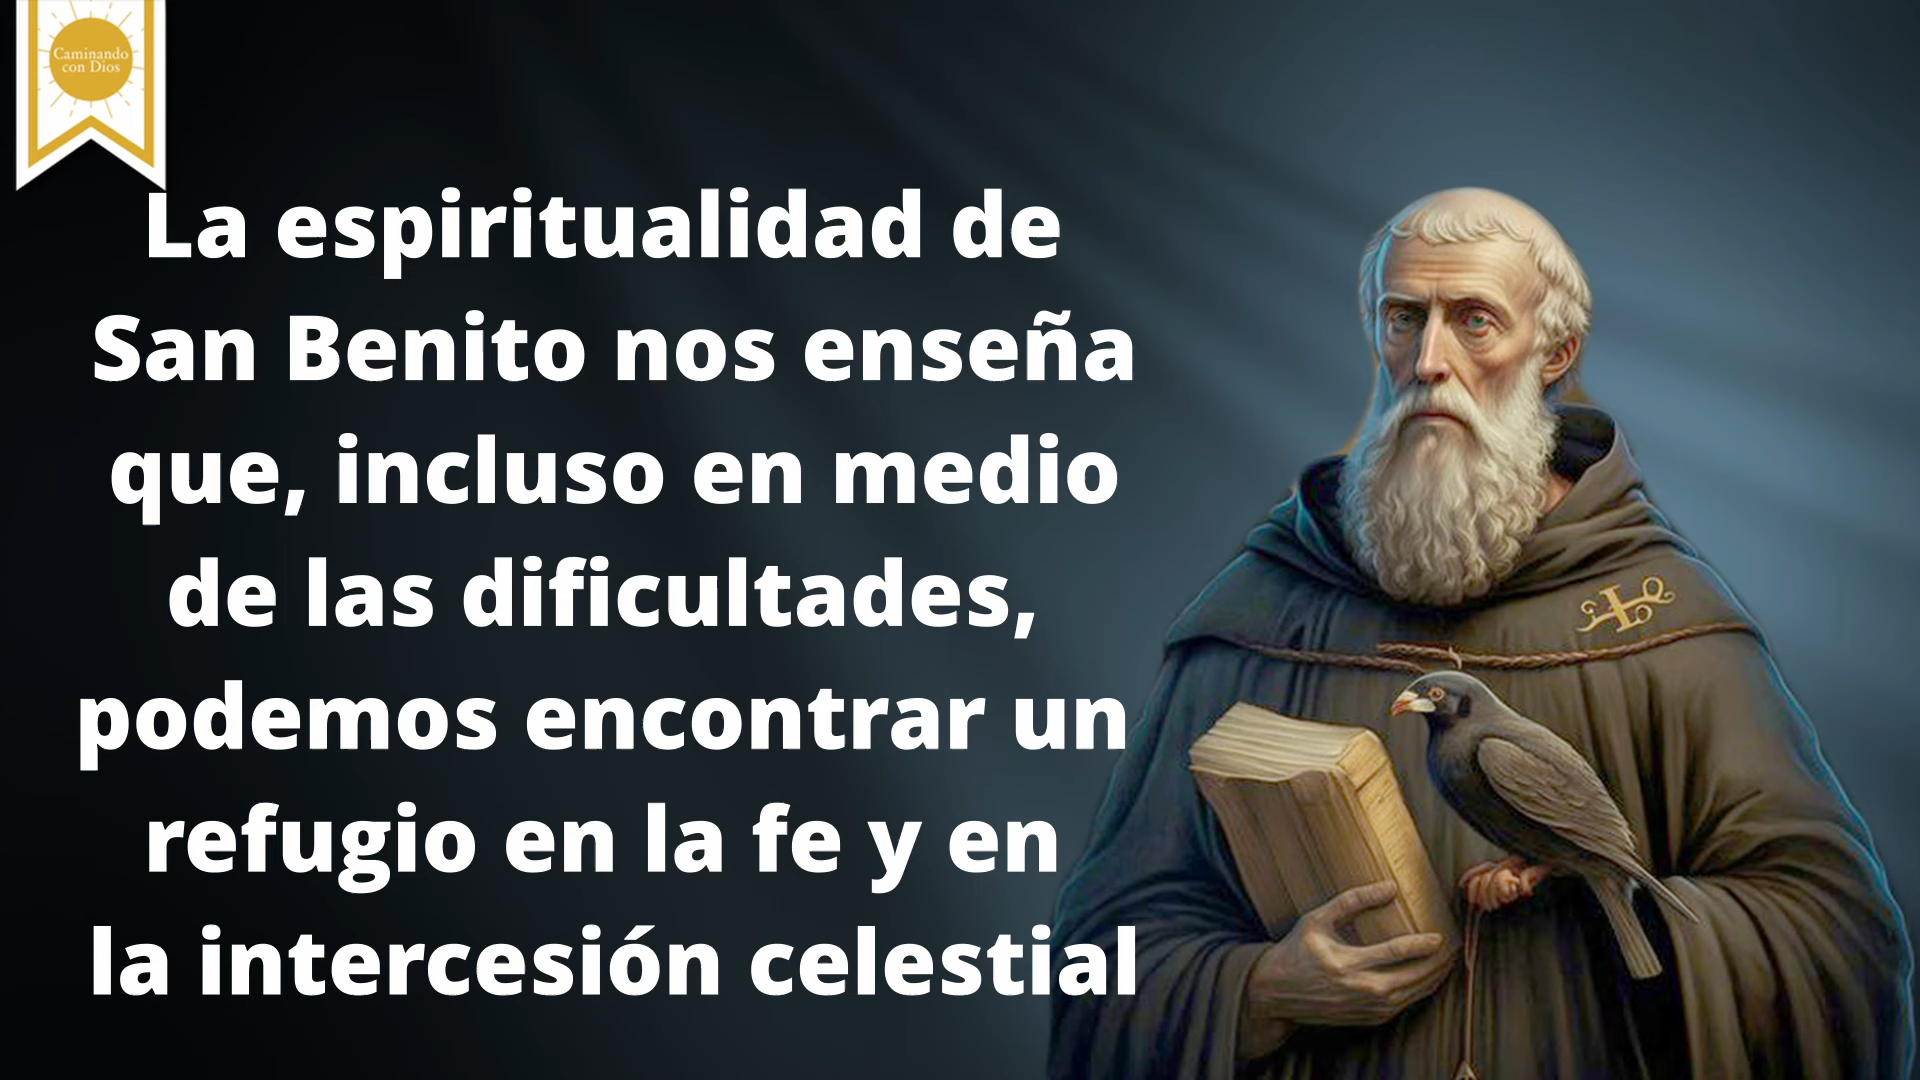 Caminando
con Dios
La espiritualidad de
San Benito nos enseña
que, incluso en medio
de las dificultades,
podemos encontrar un
refugio en la fe y en
la intercesión celestial